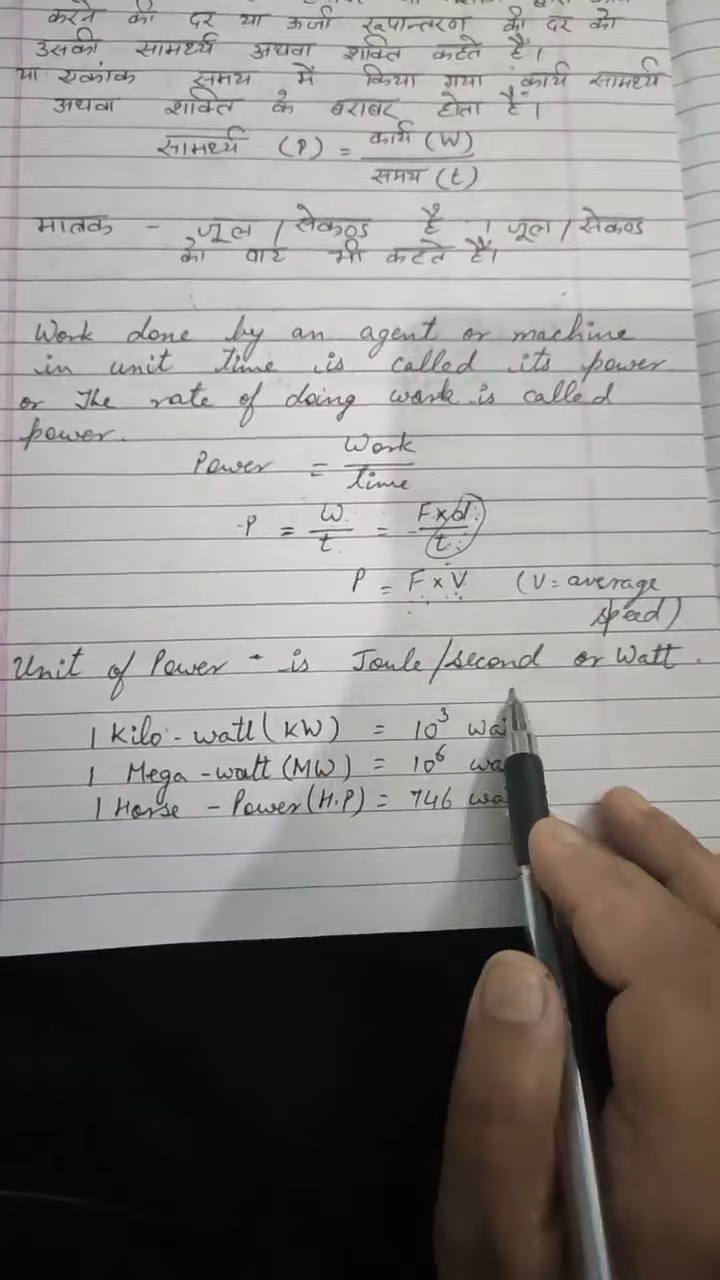 करने की दर या ऊर्जा रूपान्तरण की दर को
उसकी सामर्थ्य अथवा शक्ति कहते हैं।
या एकांक समय में किया गया कार्य सामर्थ्य
अथवा शक्ति के बराबर होता है।
सामर्थ्य (P) = कार्य (W)
समय (t)
मात्रक - जूल / सेकण्ड है । जूल / सेकण्ड
को वाट भी कहते हैं।
Work done by an agent or machine
in unit time is called its power
or The rate of doing work is called
power.
Power = Work
time
P = W = F x d
t t
P = F x V (V = average
speed)
Unit of Power - is Joule/second or Watt.
1 Kilo - watt (KW) = 10³ wa
1 Mega - watt (MW) = 10⁶ wa
1 Horse - Power (H.P) = 746 wa